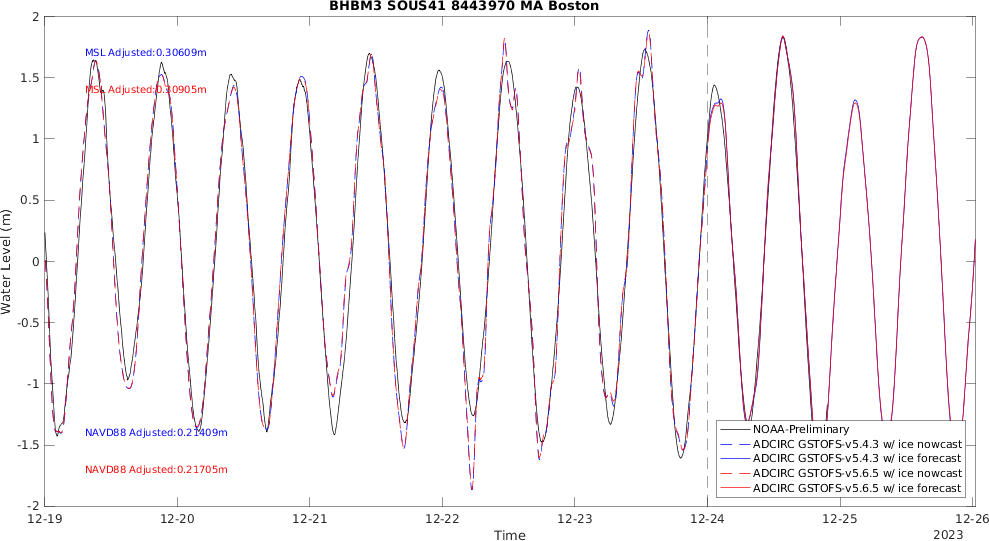 BHBM3 SOUS41 8443970 MA Boston
2
1.5
1
0.5
0
-0.5
-1
-1.5
-2
Water Level (m)
MSL Adjusted:0.30609m
MSL Adjusted:0.30905m
NAVD88 Adjusted:0.21409m
NAVD88 Adjusted:0.21705m
NOAA-Preliminary
ADCIRC GSTOFS-v5.4.3 w/ ice nowcast
ADCIRC GSTOFS-v5.4.3 w/ ice forecast
ADCIRC GSTOFS-v5.6.5 w/ ice nowcast
ADCIRC GSTOFS-v5.6.5 w/ ice forecast
12-19 12-20 12-21 12-22 12-23 12-24 12-25 12-26
Time
2023